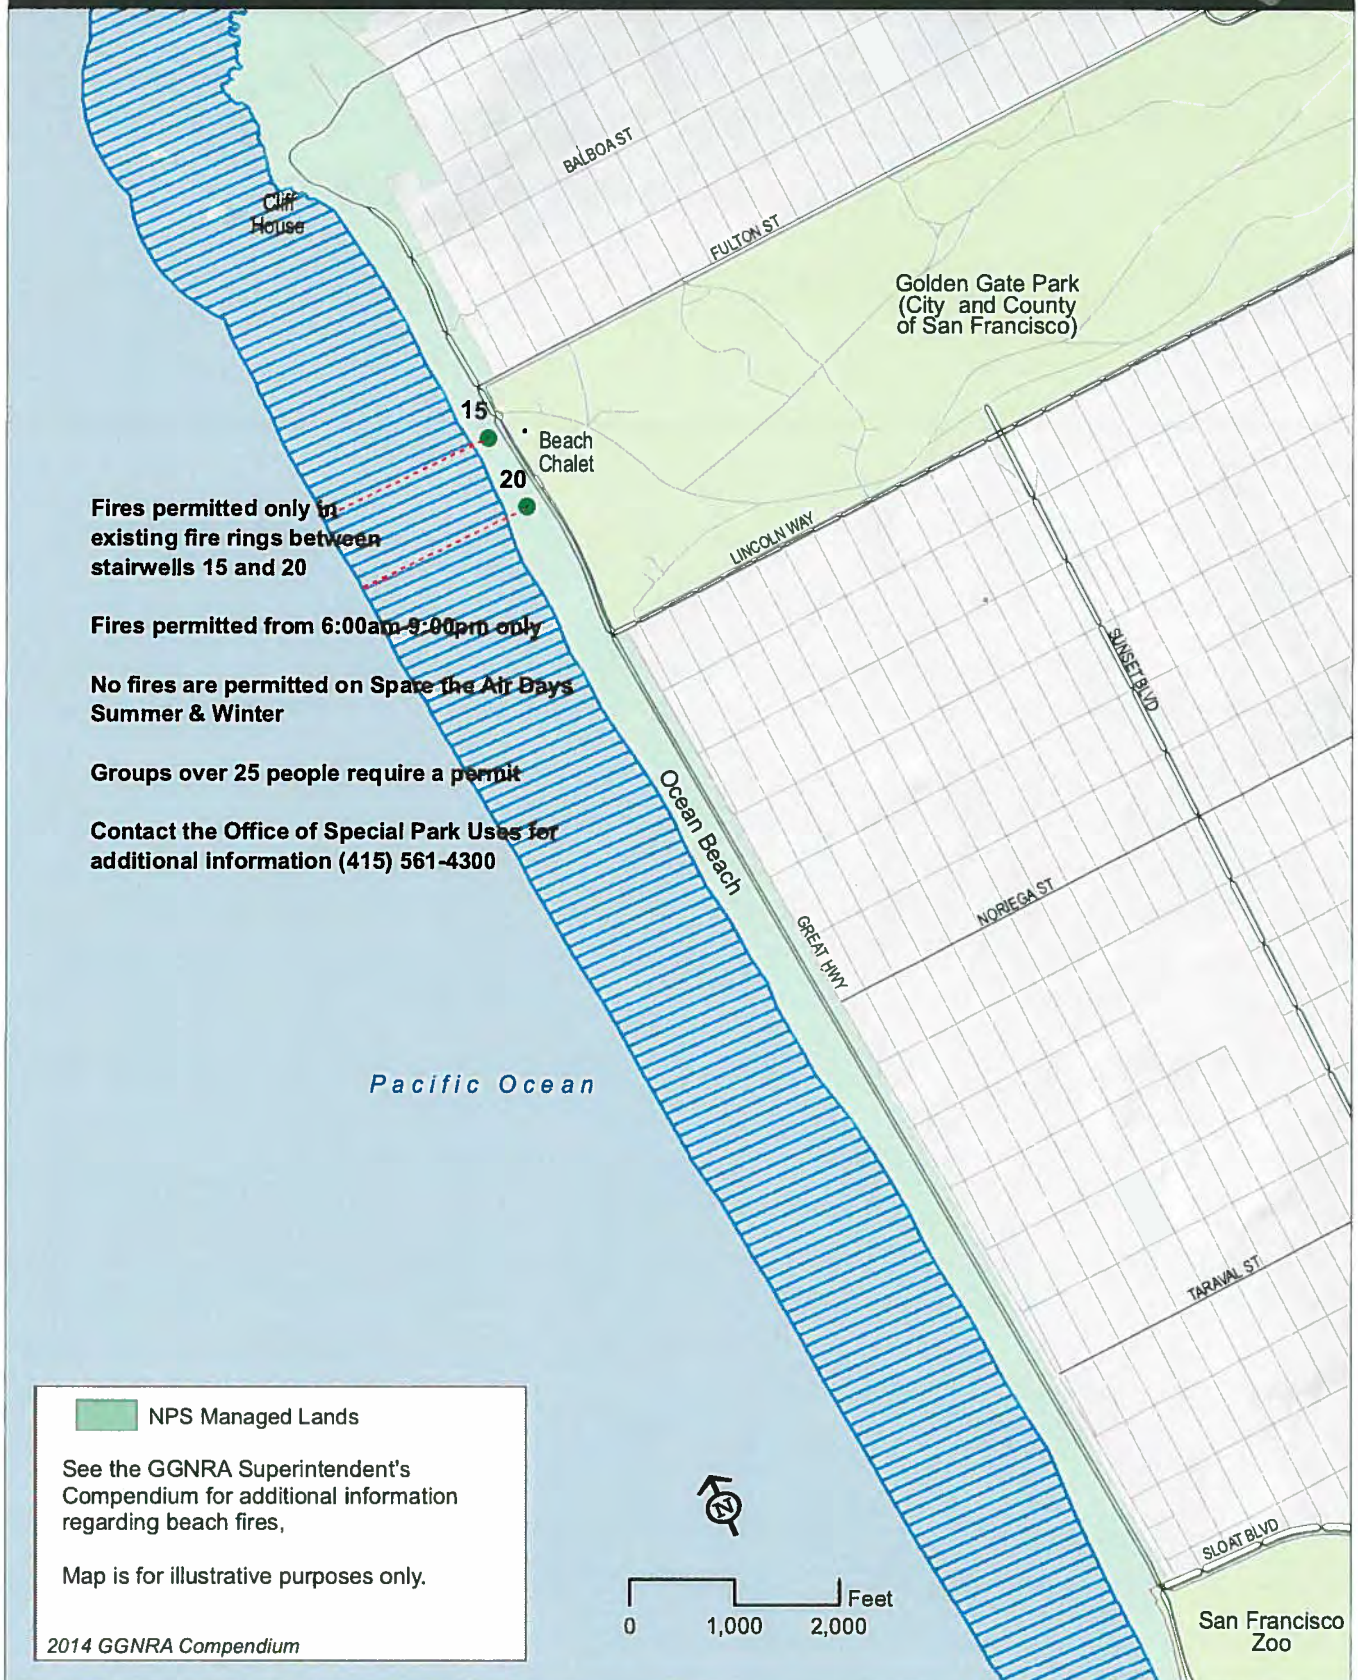 BALBOA ST
Cliff
House
FULTON ST
Golden Gate Park
(City and County
of San Francisco)
15
Beach
Chalet
20
Fires permitted only in
existing fire rings between
stairwells 15 and 20
LINCOLN WAY
Fires permitted from 6:00am-9:00pm only
SUNSET BLVD
No fires are permitted on Spare the Air Days
Summer & Winter
Groups over 25 people require a permit
Ocean Beach
Contact the Office of Special Park Uses for
additional information (415) 561-4300
NORIEGA ST
GREAT HWY
Pacific Ocean
TARAVAL ST
NPS Managed Lands
See the GGNRA Superintendent's
Compendium for additional information
regarding beach fires,
Map is for illustrative purposes only.
2014 GGNRA Compendium
N
Feet
0 1,000 2,000
SLOAT BLVD
San Francisco
Zoo